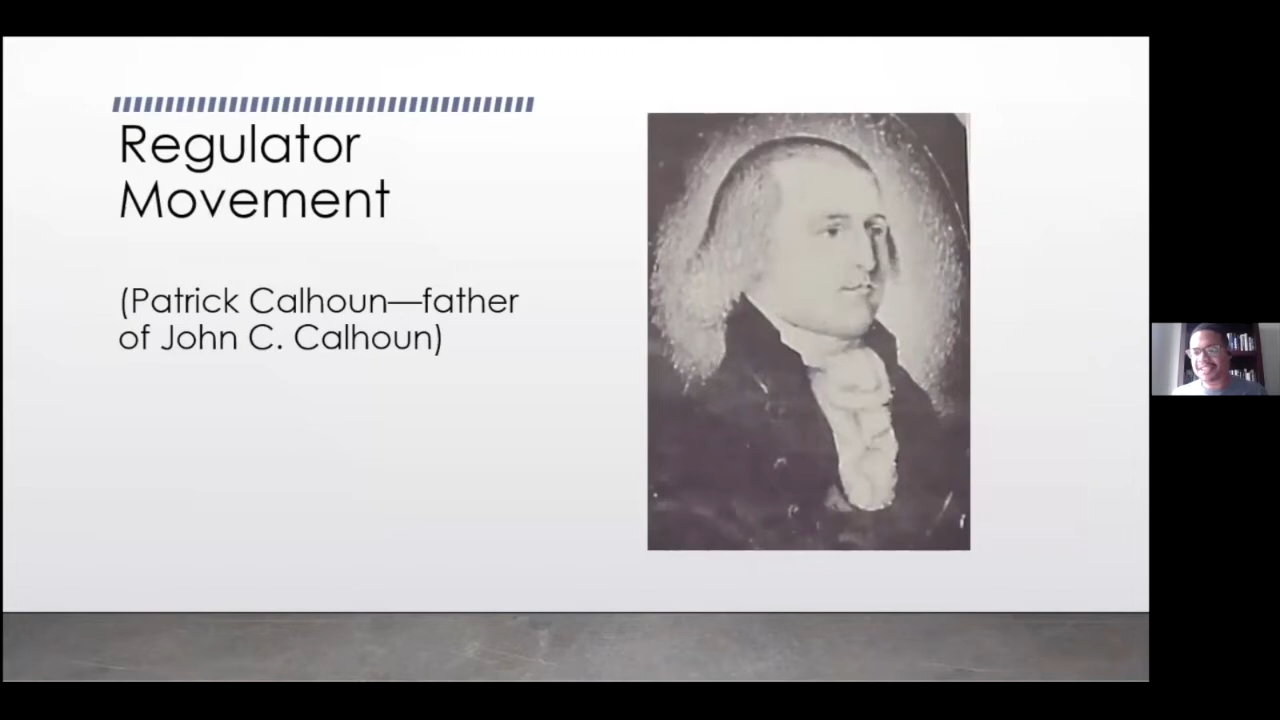 Regulator
Movement
(Patrick Calhoun—father
of John C. Calhoun)